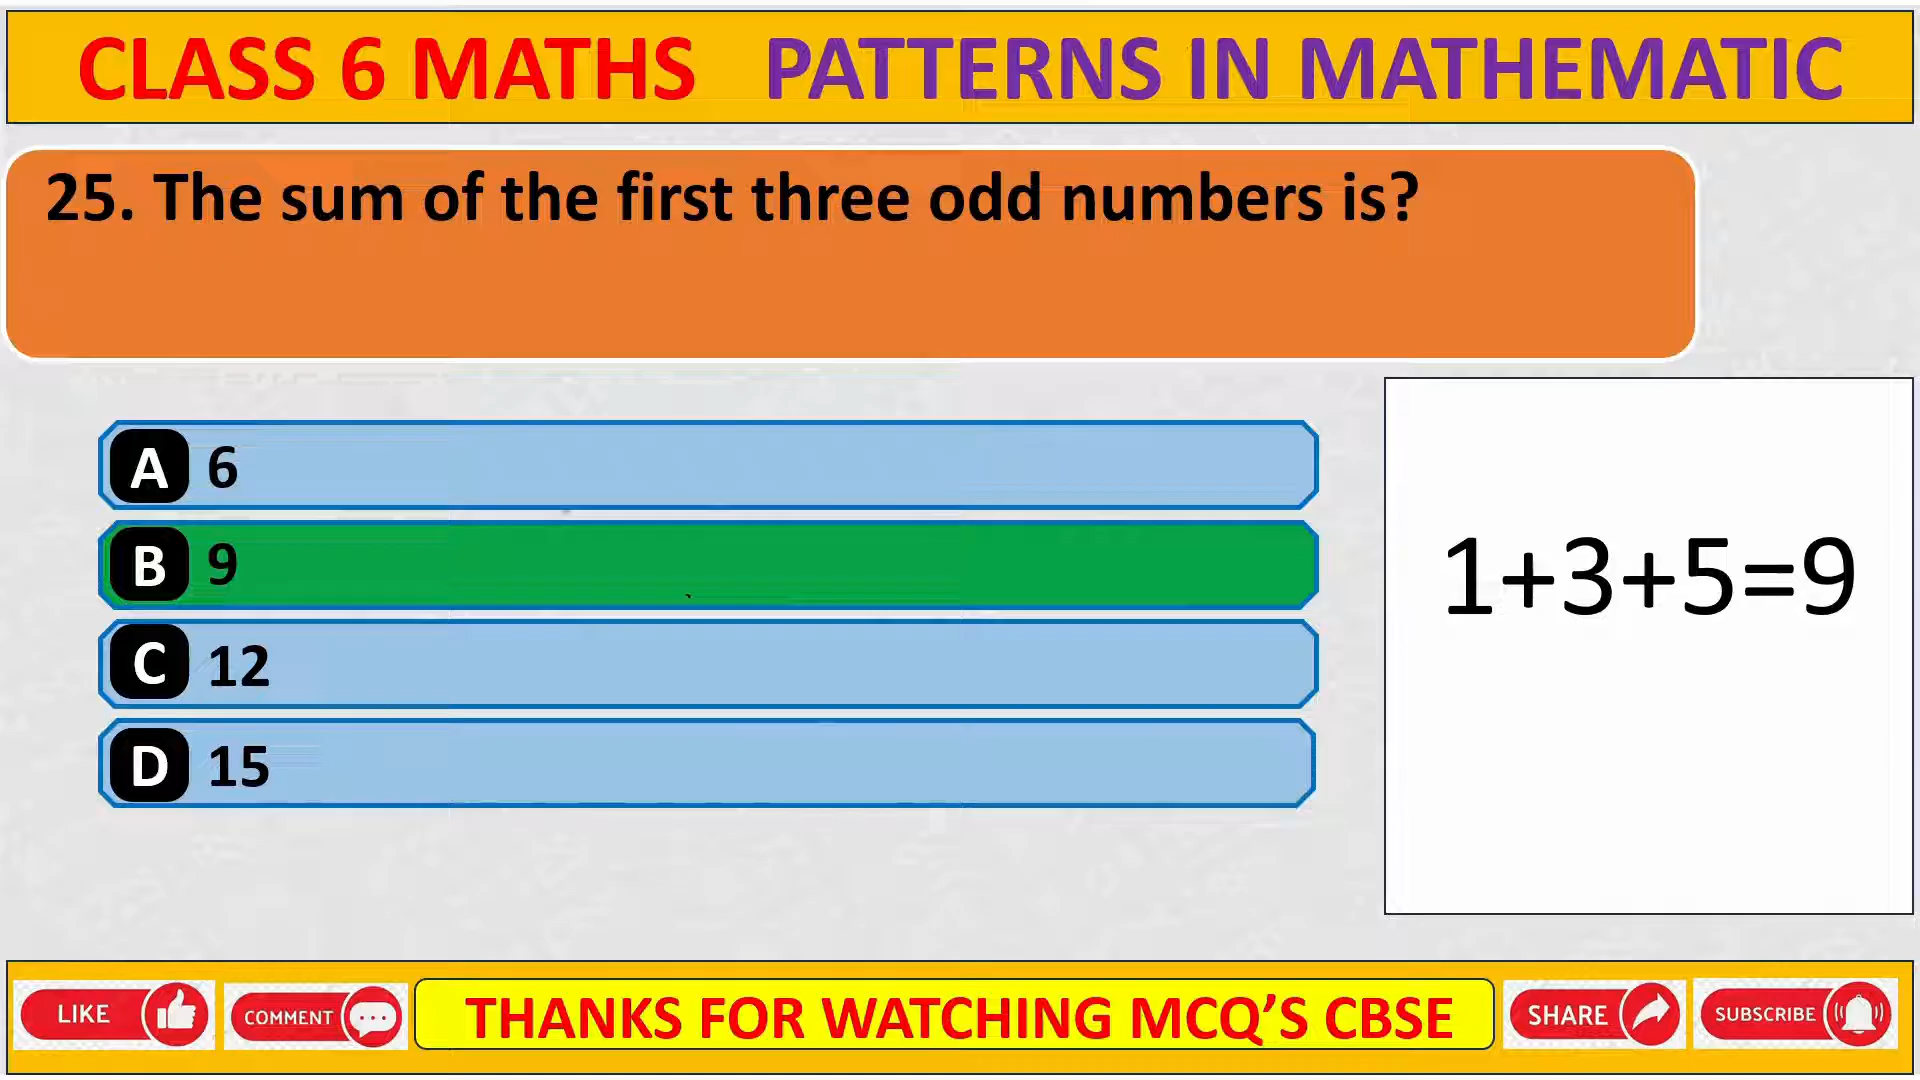 CLASS 6 MATHS PATTERNS IN MATHEMATIC
25. The sum of the first three odd numbers is?
A 6
B 9
C 12
D 15
1+3+5=9
LIKE COMMENT THANKS FOR WATCHING MCQ’S CBSE SHARE SUBSCRIBE